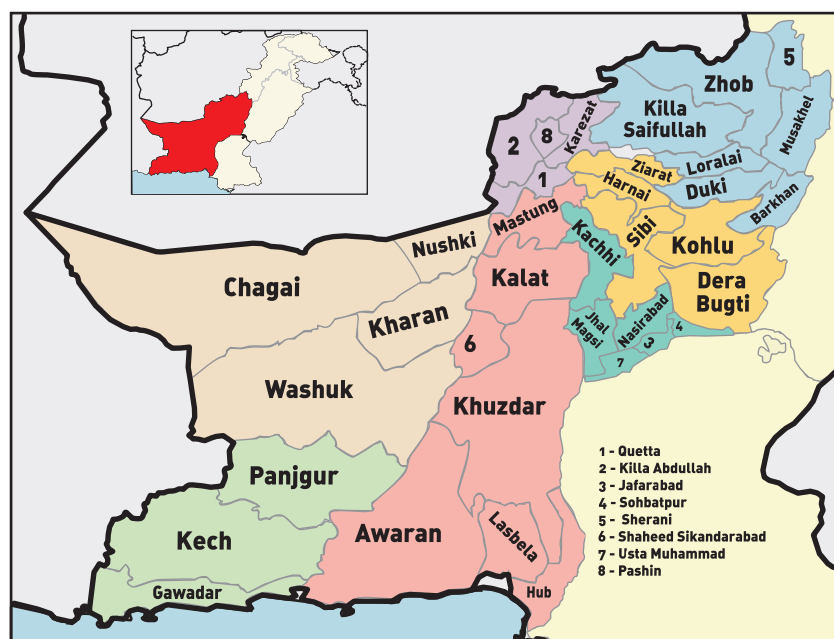 5
Zhob
Killa
Saifullah
Musakhel
Karezat
8
2
1
Ziarat
Loralai
Harnai
Duki
Barkhan
Mastung
Sibi
Kachhi
Kohlu
Nushki
Chagai
Kalat
Dera
Bugti
Kharan
Jhal
Magsi
Nasirabad
4
3
7
6
Washuk
Khuzdar
Panjgur
Kech
Gawadar
Awaran
Lasbela
Hub
1 - Quetta
2 - Killa Abdullah
3 - Jafarabad
4 - Sohbatpur
5 - Sherani
6 - Shaheed Sikandarabad
7 - Usta Muhammad
8 - Pashin